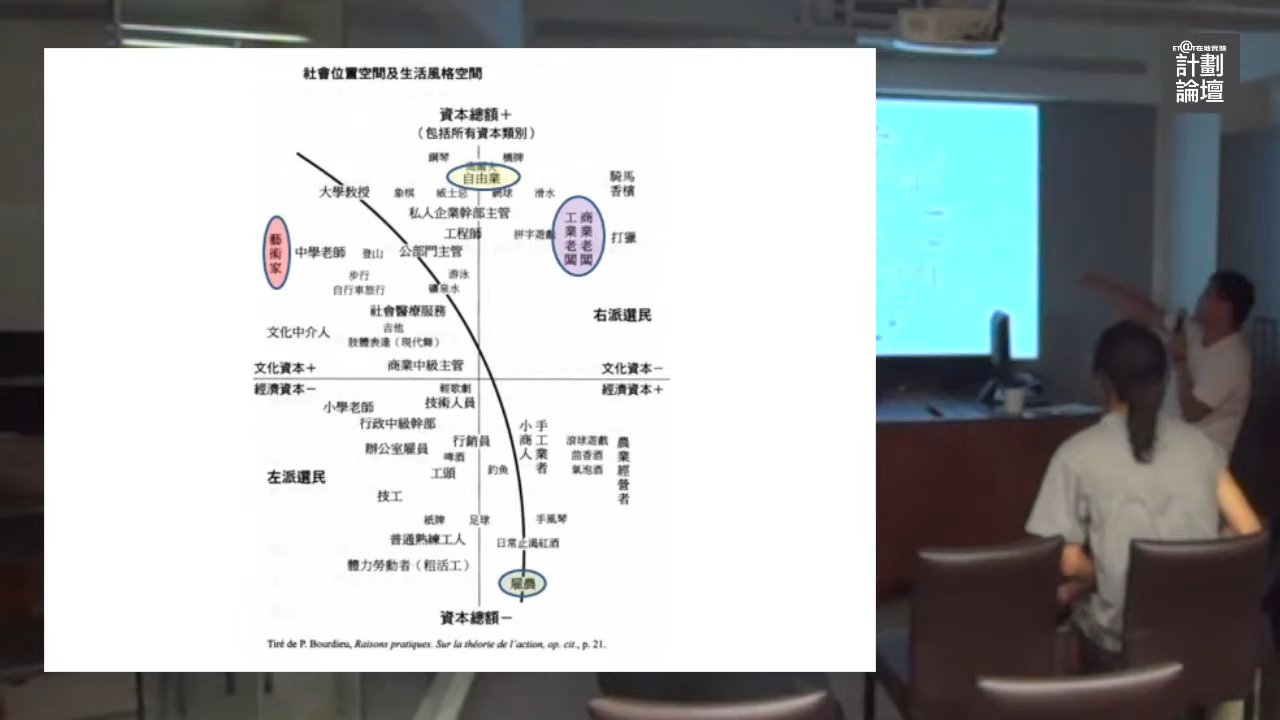 社會位置空間及生活風格空間
ET@T在地實驗
計劃
論壇
資本總額+
(包括所有資本類別)
鋼琴 橋牌
高爾夫
自由業
騎馬
香檳
大學教授 象棋 威士忌 網球 滑水
私人企業幹部主管
工程師 拼字遊戲
工業老闆
商業老闆
打獵
藝術家
中學老師 登山 公部門主管
步行 游泳
自行車旅行 礦泉水
社會醫療服務
右派選民
文化中介人 吉他
肢體表達(現代舞)
文化資本+ 商業中級主管 文化資本-
經濟資本- 輕歌劇 經濟資本+
小學老師 技術人員
行政中級幹部
小商人
手工業者
辦公室雇員 行銷員 滾球遊戲
啤酒 茴香酒
農業經營者
左派選民 工頭 釣魚 氣泡酒
技工
紙牌 足球 手風琴
普通熟練工人 日常止渴紅酒
體力勞動者(粗活工)
雇農
資本總額-
Tiré de P. Bourdieu, Raisons pratiques. Sur la théorie de l'action, op. cit., p. 21.